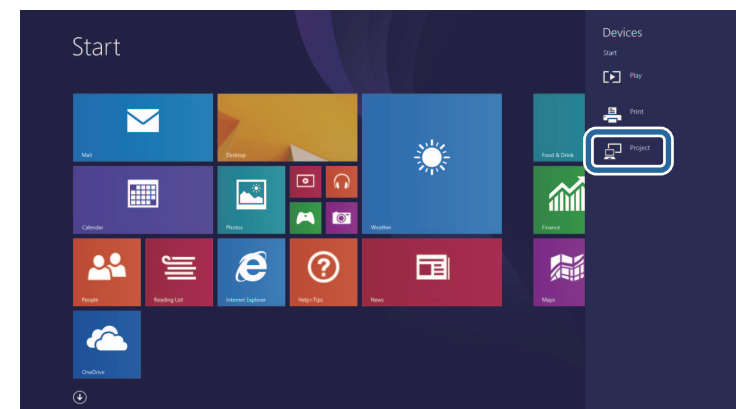 Start
Mail
Desktop
Weather
Food & Drink
Calendar
Photos
Finance
People
Reading List
Internet Explorer
Help+Tips
News
Maps
OneDrive
Devices
Start
Play
Print
Project